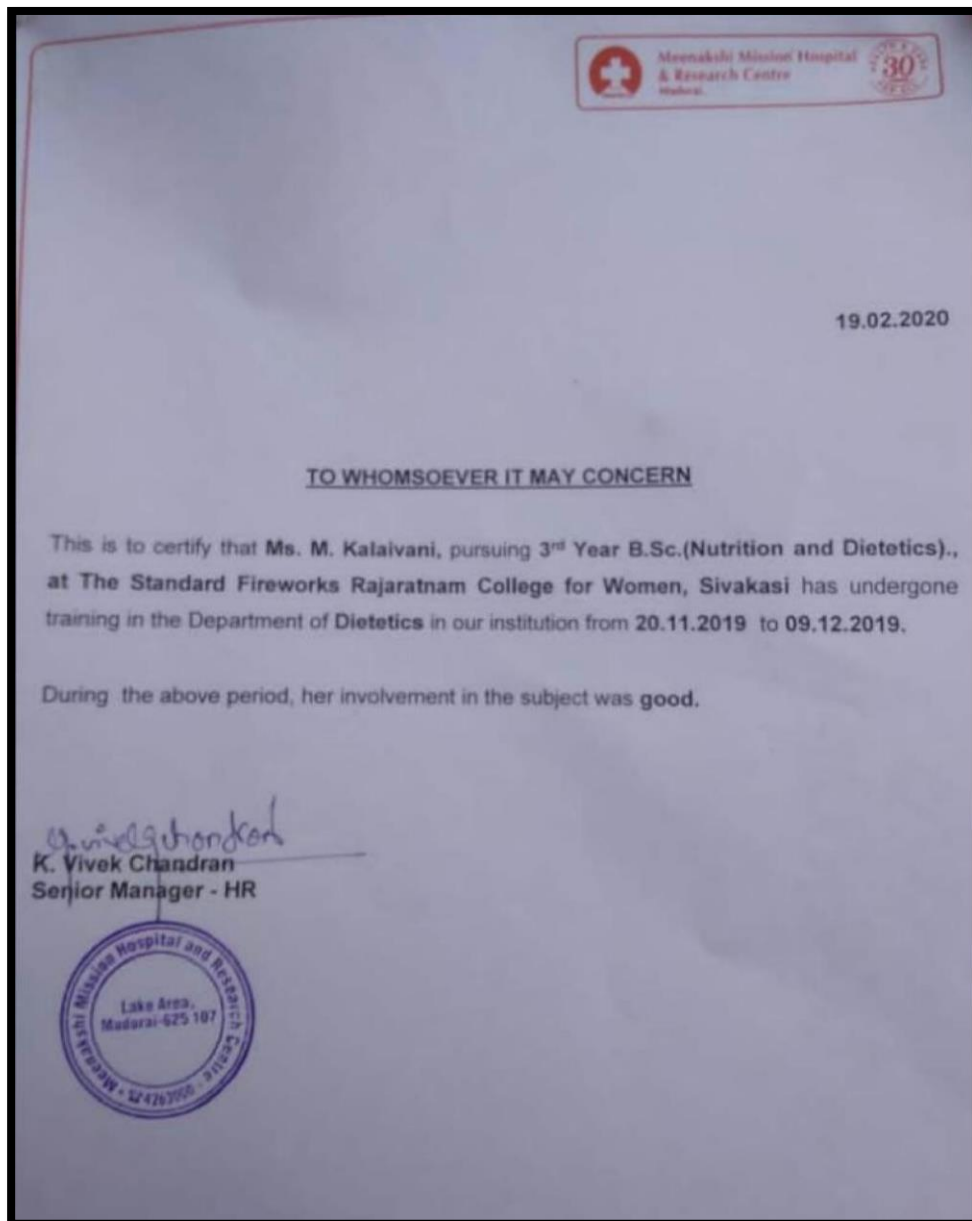 Meenakshi Mission Hospital
& Research Centre
Madurai
30
19.02.2020
TO WHOMSOEVER IT MAY CONCERN
This is to certify that Ms. M. Kalaivani, pursuing 3rd Year B.Sc.(Nutrition and Dietetics).,
at The Standard Fireworks Rajaratnam College for Women, Sivakasi has undergone
training in the Department of Dietetics in our institution from 20.11.2019 to 09.12.2019.
During the above period, her involvement in the subject was good.
K. Vivek Chandran
Senior Manager - HR
Meenakshi Mission Hospital and Research Centre
Lake Area,
Madurai-625 107